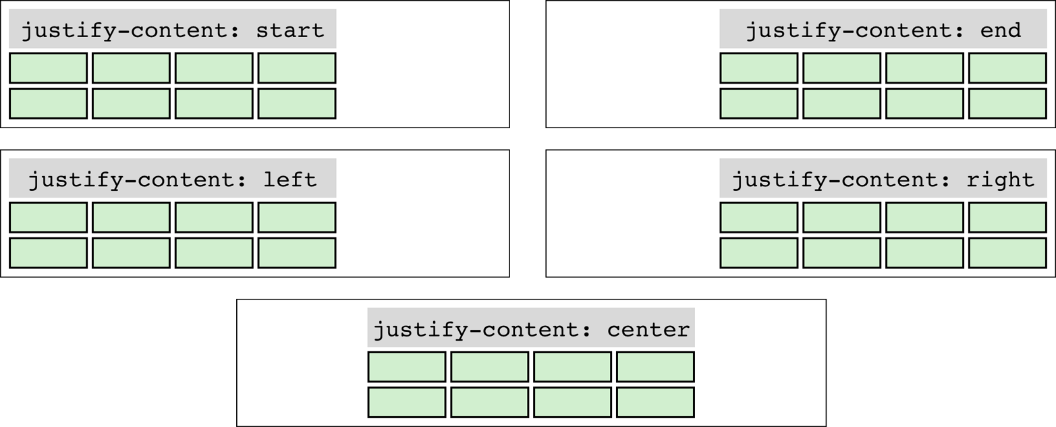 justify-content: start
justify-content: end
justify-content: left
justify-content: right
justify-content: center